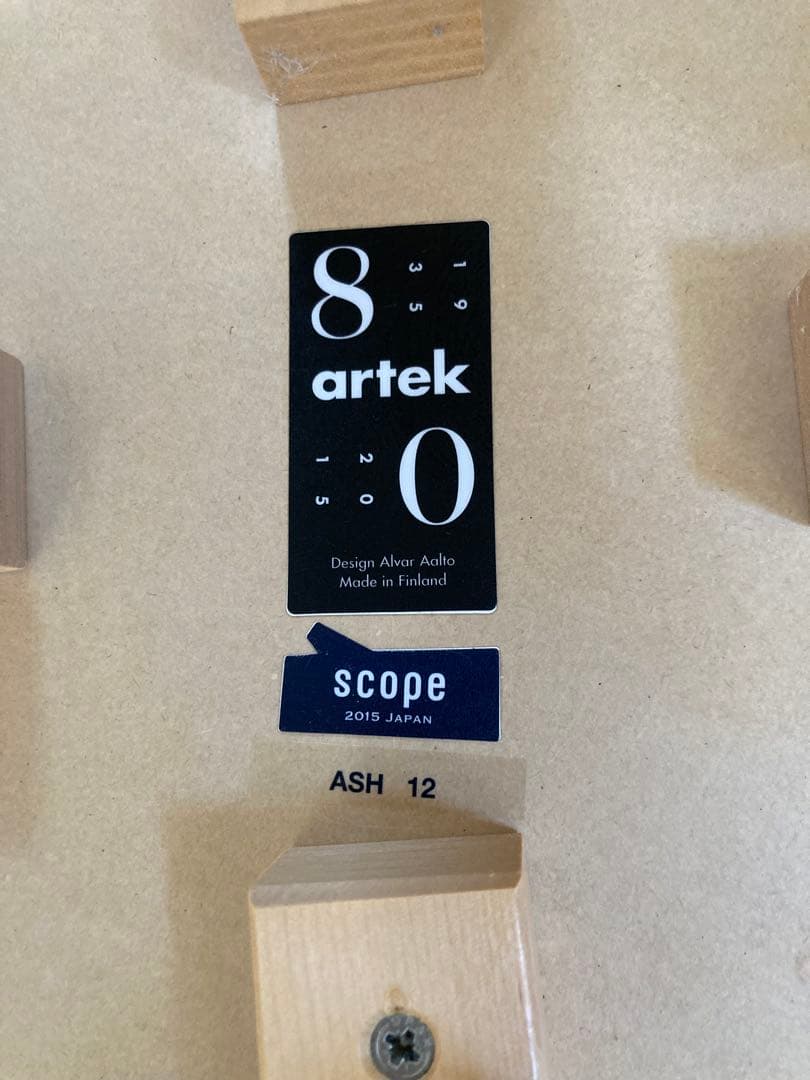 8
1 9
3 5
artek
2 0
1 5
0
Design Alvar Aalto
Made in Finland
scope
2015 JAPAN
ASH 12